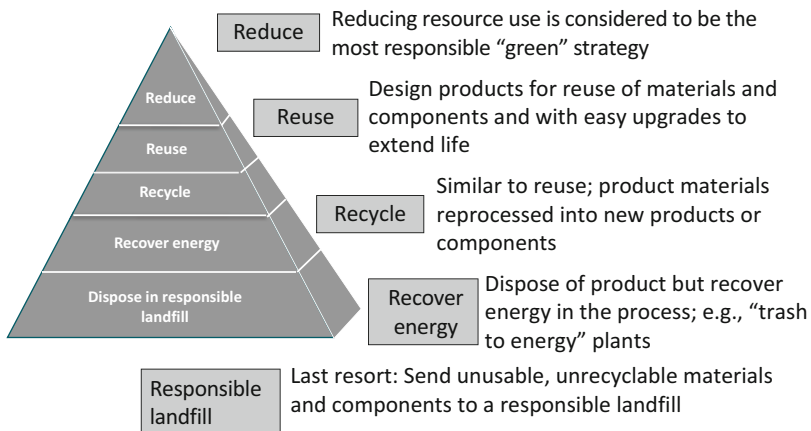 Reduce
Reducing resource use is considered to be the
most responsible “green” strategy
Reduce
Reuse
Design products for reuse of materials and
components and with easy upgrades to
extend life
Reuse
Recycle
Similar to reuse; product materials
reprocessed into new products or
components
Recycle
Recover energy
Recover
energy
Dispose of product but recover
energy in the process; e.g., “trash
to energy” plants
Dispose in responsible
landfill
Responsible
landfill
Last resort: Send unusable, unrecyclable materials
and components to a responsible landfill